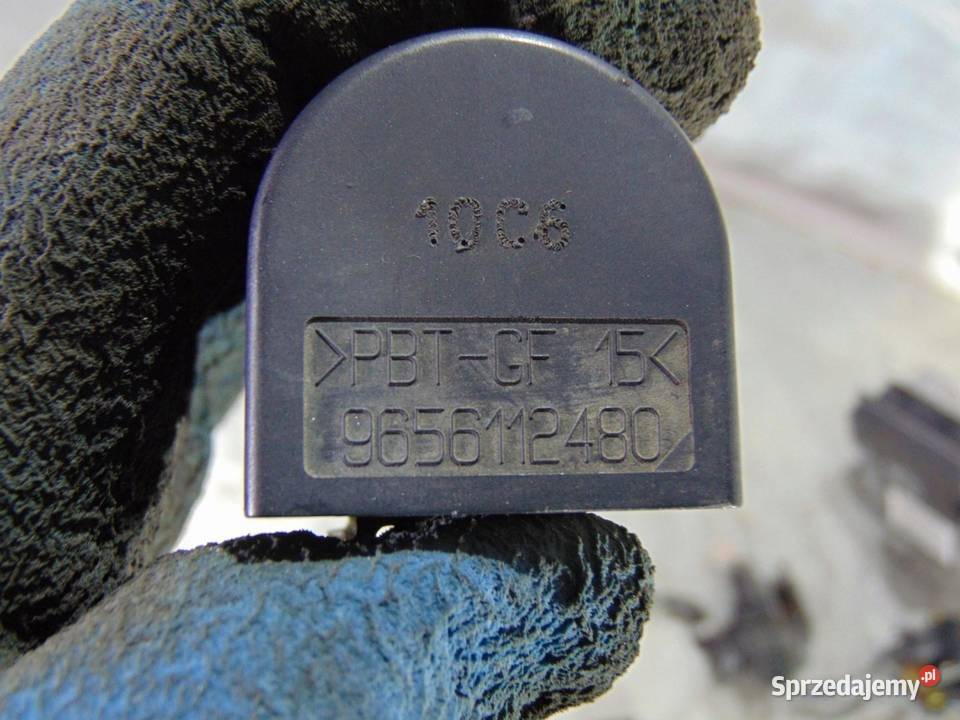 10C6
>PBT-GF 15<
9656112480
Sprzedajemy.pl